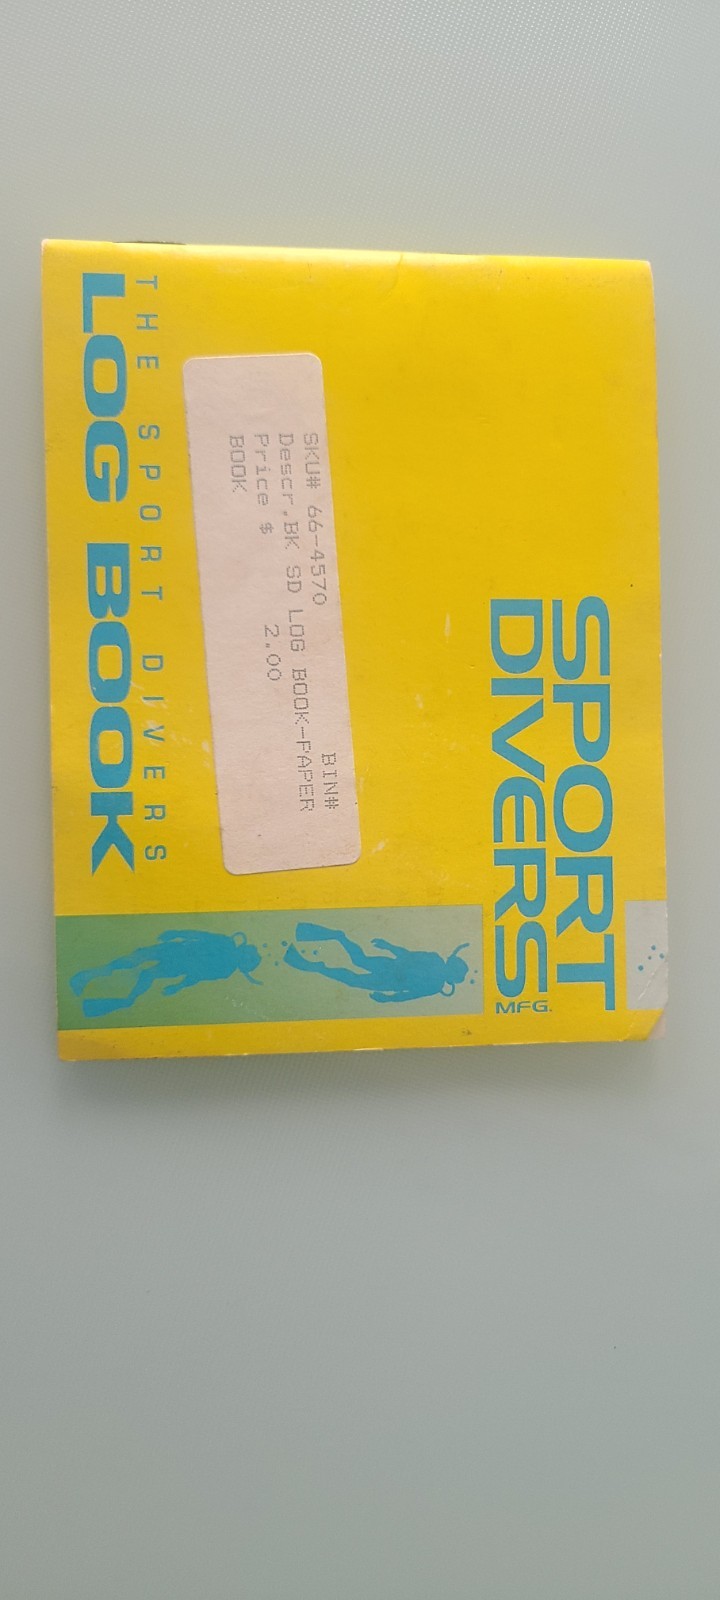 SPORT
DIVERS
MFG.
BIN#
SKU# 66-4570
Descr.BK SD LOG BOOK-PAPER
Price $ 2.00
BOOK
THE SPORT DIVERS
LOG BOOK